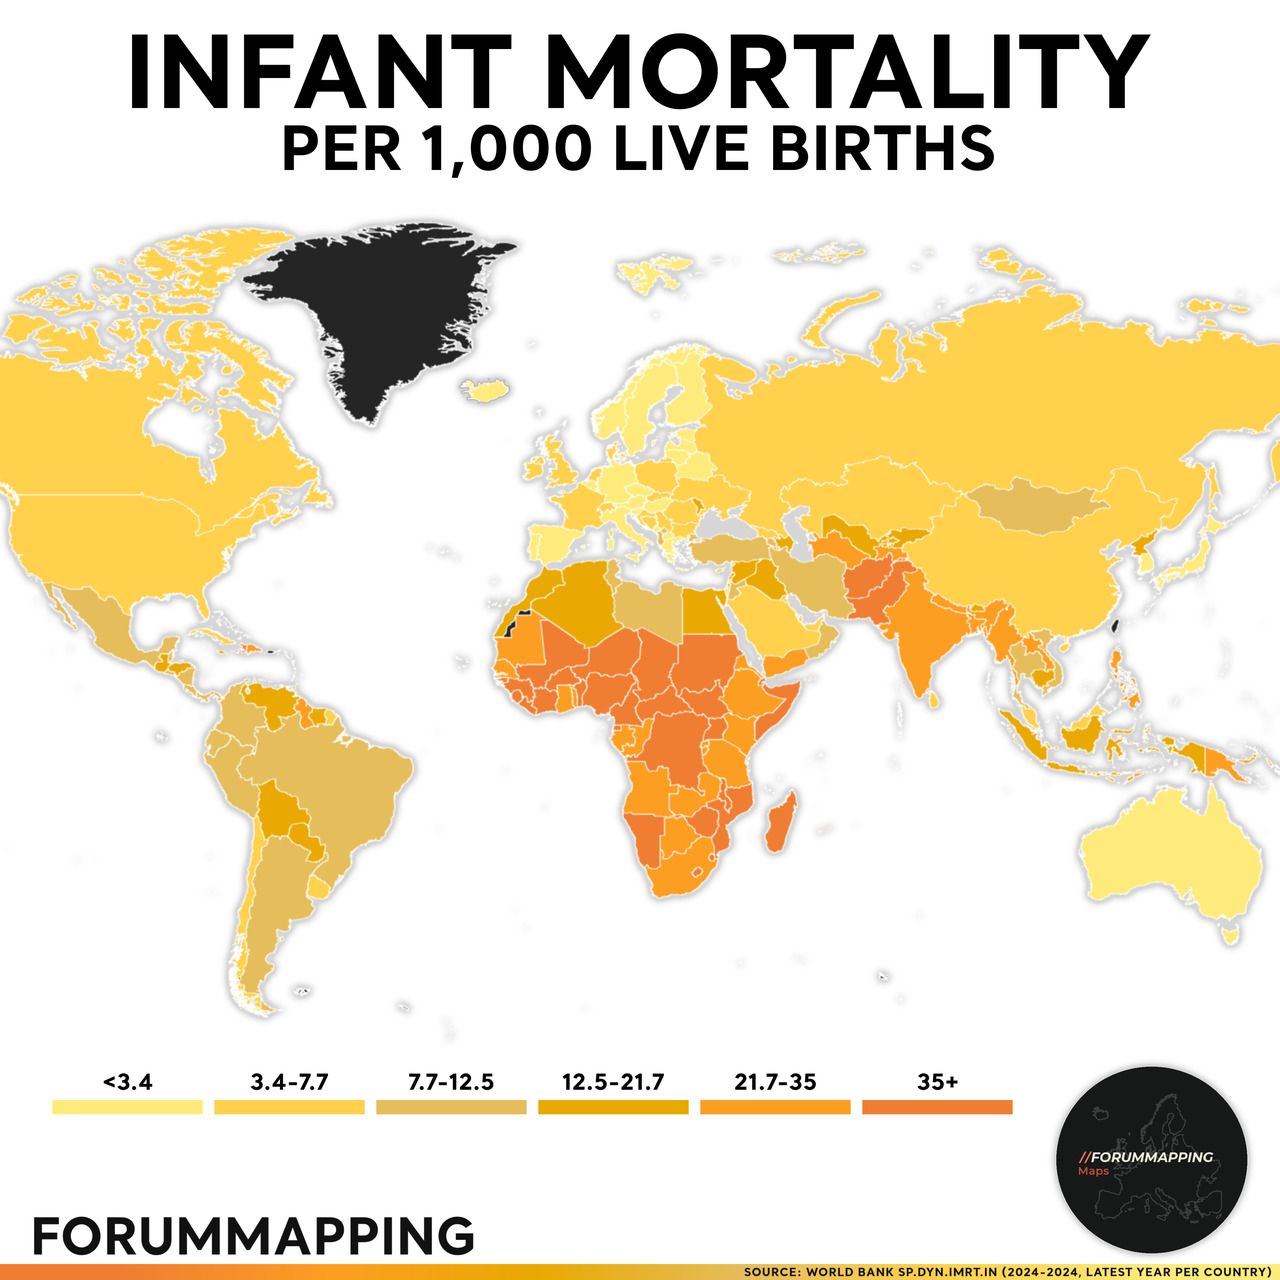 INFANT MORTALITY
PER 1,000 LIVE BIRTHS
<3.4 3.4-7.7 7.7-12.5 12.5-21.7 21.7-35 35+
//FORUMMAPPING
Maps
FORUMMAPPING
SOURCE: WORLD BANK SP.DYN.IMRT.IN (2024-2024, LATEST YEAR PER COUNTRY)